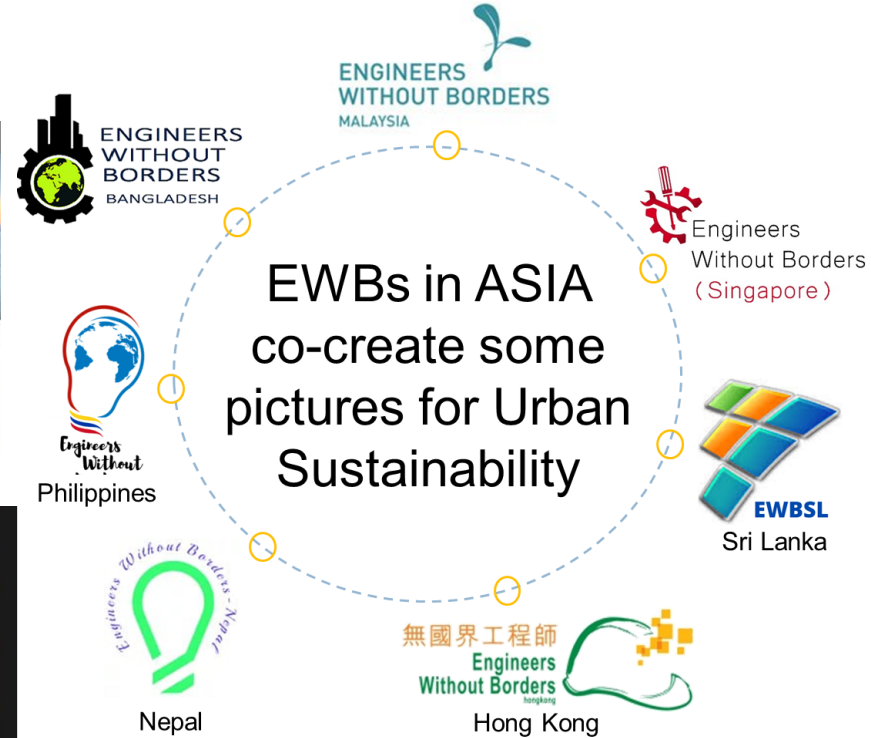 ENGINEERS
WITHOUT BORDERS
MALAYSIA
ENGINEERS
WITHOUT
BORDERS
BANGLADESH
Engineers
Without Borders
(Singapore)
EWBs in ASIA
co-create some
pictures for Urban
Sustainability
Engineers
Without
Philippines
EWBSL
Sri Lanka
Engineers Without Borders - Nepal
Nepal
無國界工程師
Engineers
Without Borders
hongkong
Hong Kong